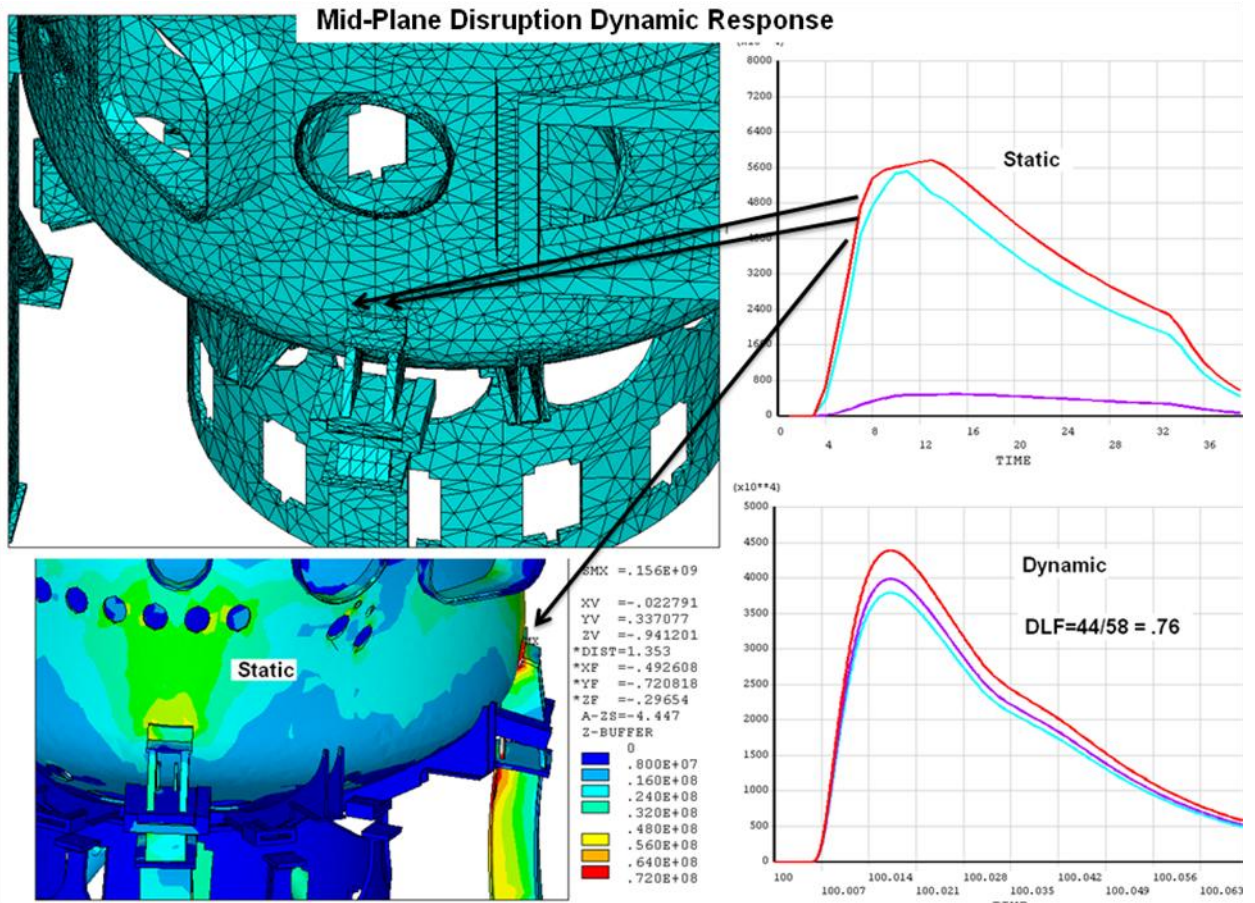 Mid-Plane Disruption Dynamic Response
8000
7200
6400
5600
4800
3200
2400
1600
800
0
Static
0
4
8
12
16
20
24
28
32
36
TIME
SMX =.156E+09
XV =-.022791
YV =.337077
ZV =-.941201
*DIST=1.353
*XF =-.492608
*YF =-.720818
*ZF =-.29654
A-ZS=-4.447
Z-BUFFER
0
.800E+07
.160E+08
.240E+08
.320E+08
.480E+08
.560E+08
.640E+08
.720E+08
Static
MX
(x10**4)
5000
4500
4000
3500
3000
2500
2000
1500
1000
500
0
Dynamic
DLF=44/58 = .76
100
100.007
100.014
100.021
100.028
100.035
100.042
100.049
100.056
100.063